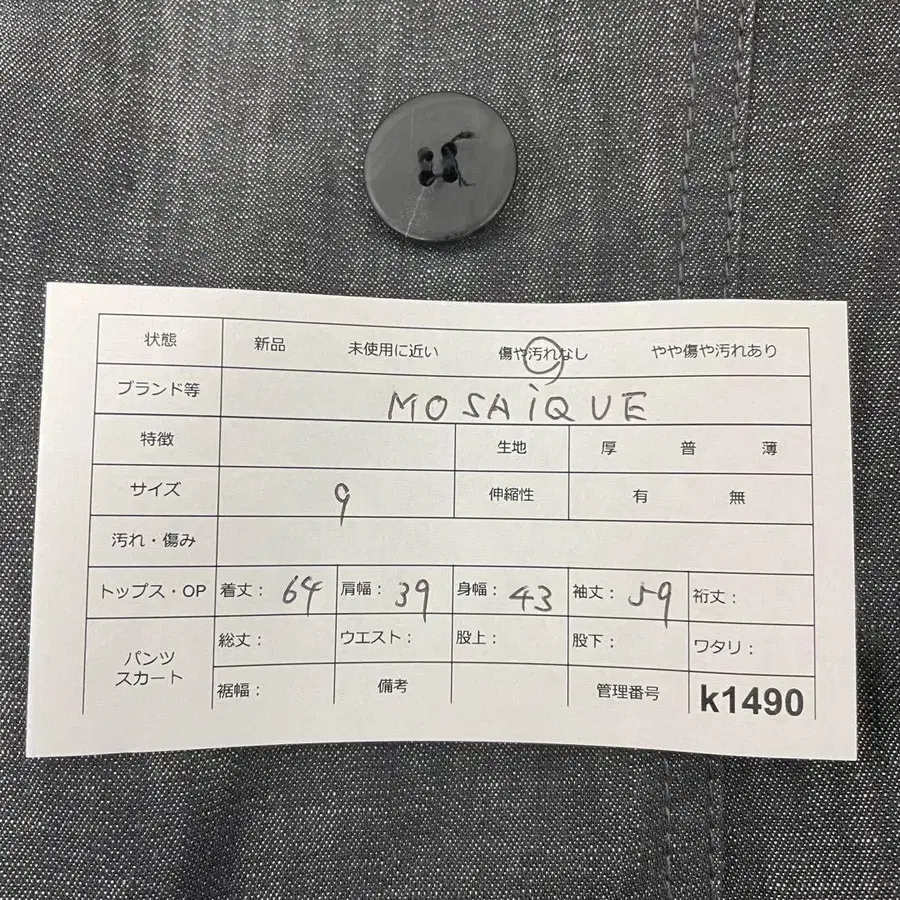 状態 新品 未使用に近い 傷や汚れなし やや傷や汚れあり
ブランド等 MOSAiQUE
特徴 生地 厚 普 薄
サイズ 9 伸縮性 有 無
汚れ・傷み
トップス・OP 着丈： 64 肩幅： 39 身幅： 43 袖丈： 59 裄丈：
パンツ スカート 総丈： ウエスト： 股上： 股下： ワタリ：
裾幅： 備考 管理番号 k1490